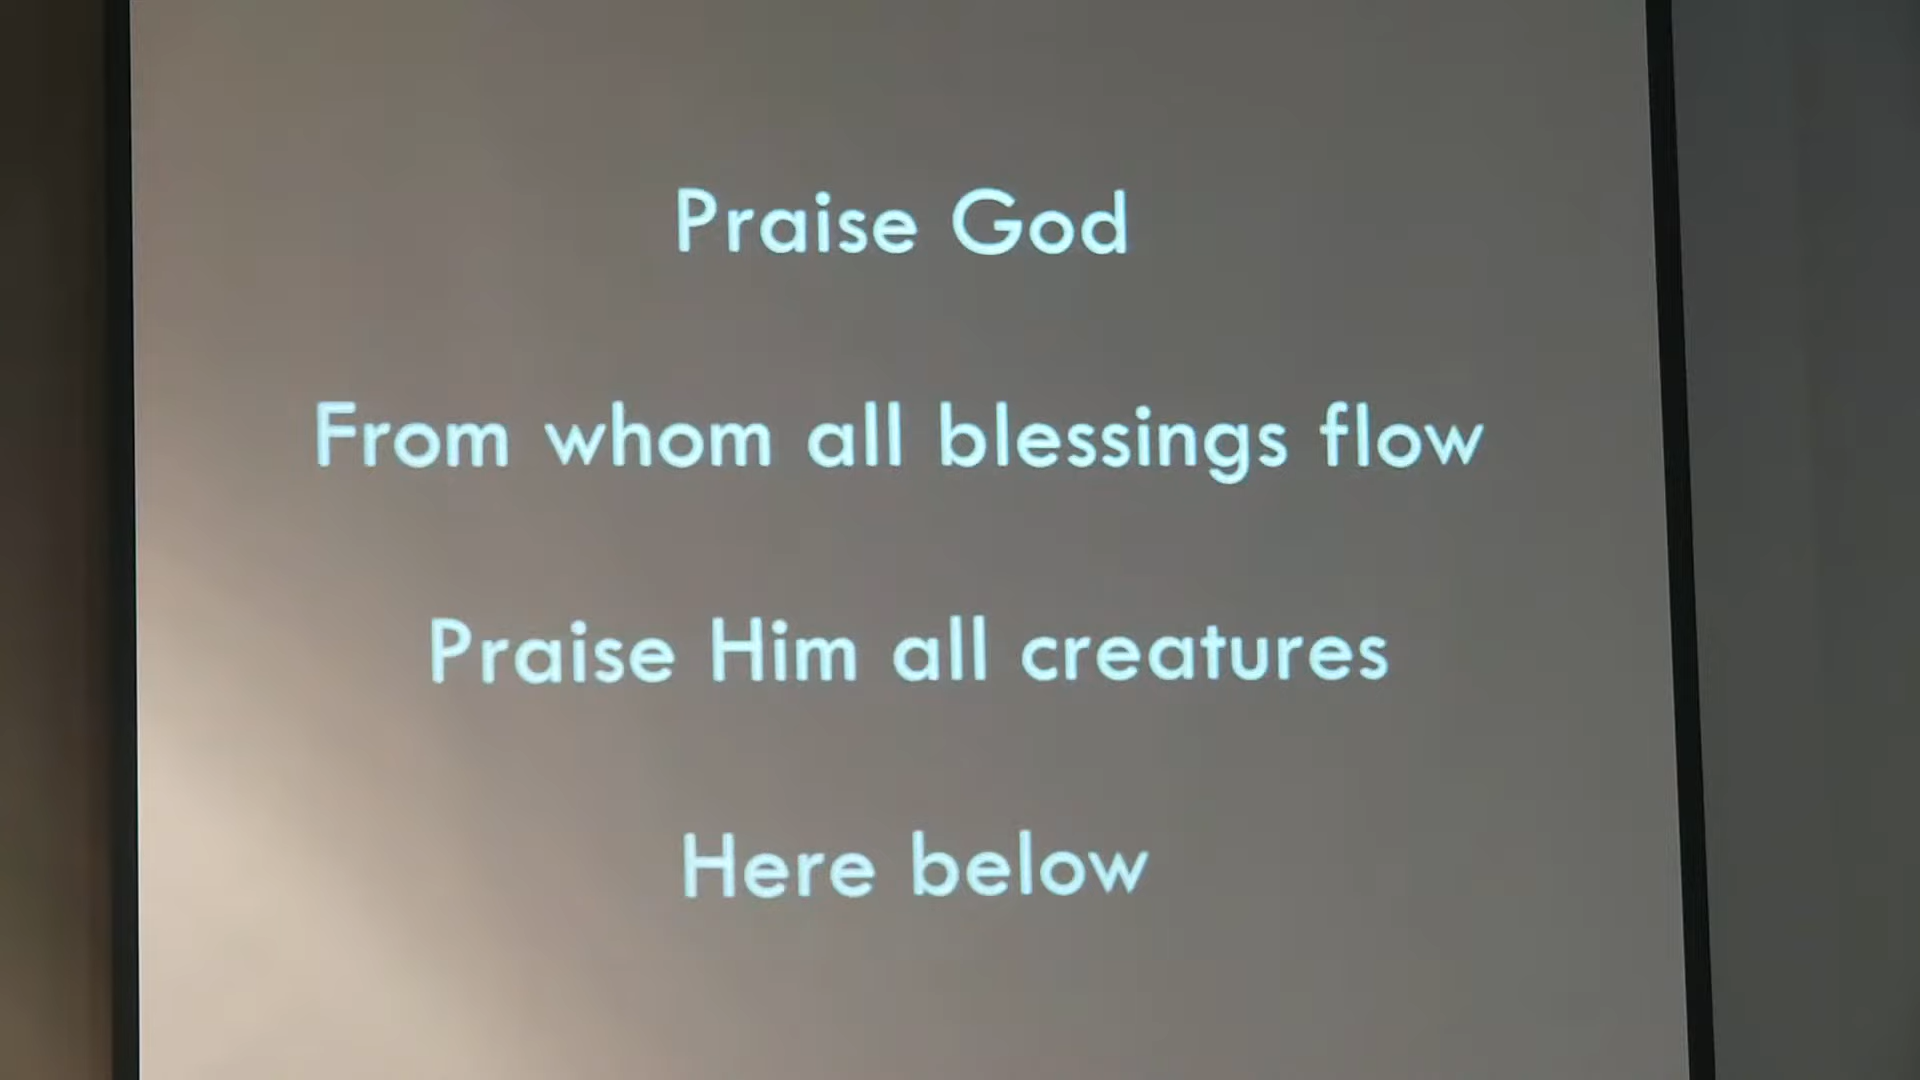 Praise God
From whom all blessings flow
Praise Him all creatures
Here below